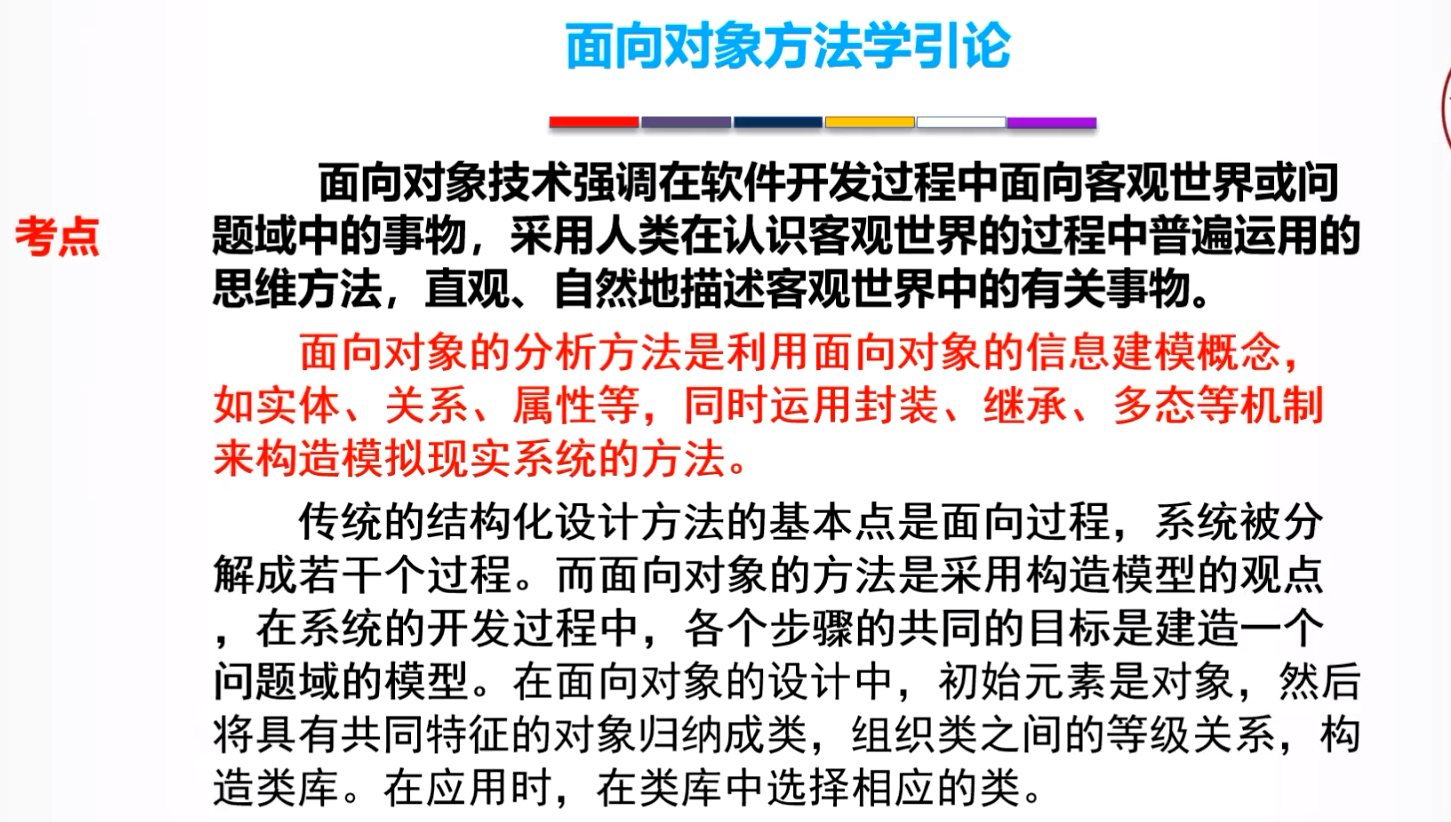 面向对象方法学引论
面向对象技术强调在软件开发过程中面向客观世界或问
考点
题域中的事物，采用人类在认识客观世界的过程中普遍运用的
思维方法，直观、自然地描述客观世界中的有关事物。
面向对象的分析方法是利用面向对象的信息建模概念，
如实体、关系、属性等，同时运用封装、继承、多态等机制
来构造模拟现实系统的方法。
传统的结构化设计方法的基本点是面向过程，系统被分
解成若干个过程。而面向对象的方法是采用构造模型的观点
，在系统的开发过程中，各个步骤的共同的目标是建造一个
问题域的模型。在面向对象的设计中，初始元素是对象，然后
将具有共同特征的对象归纳成类，组织类之间的等级关系，构
造类库。在应用时，在类库中选择相应的类。